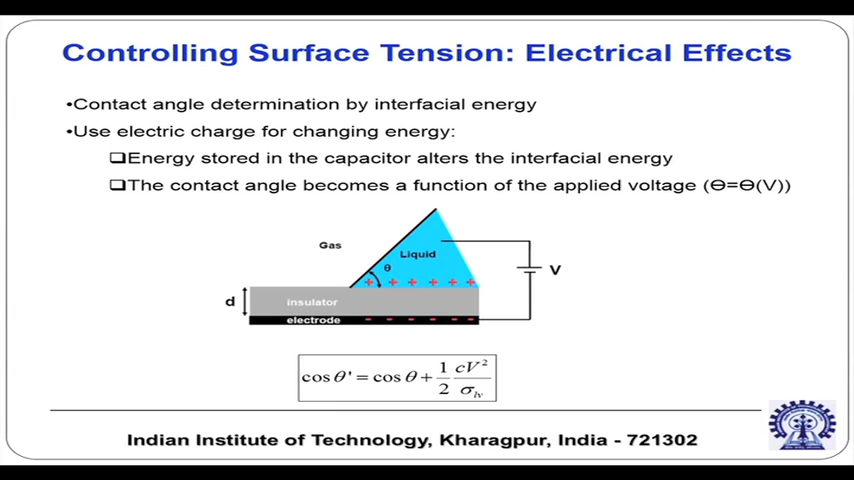 Controlling Surface Tension: Electrical Effects
•Contact angle determination by interfacial energy
•Use electric charge for changing energy:
❑Energy stored in the capacitor alters the interfacial energy
❑The contact angle becomes a function of the applied voltage (Ө=Ө(V))
Gas
Liquid
θ
V
+ + + + + +
d
insulator
electrode
- - - - - -
cos θ' = cos θ + 1/2 cV²/σ_lv
Indian Institute of Technology, Kharagpur, India - 721302